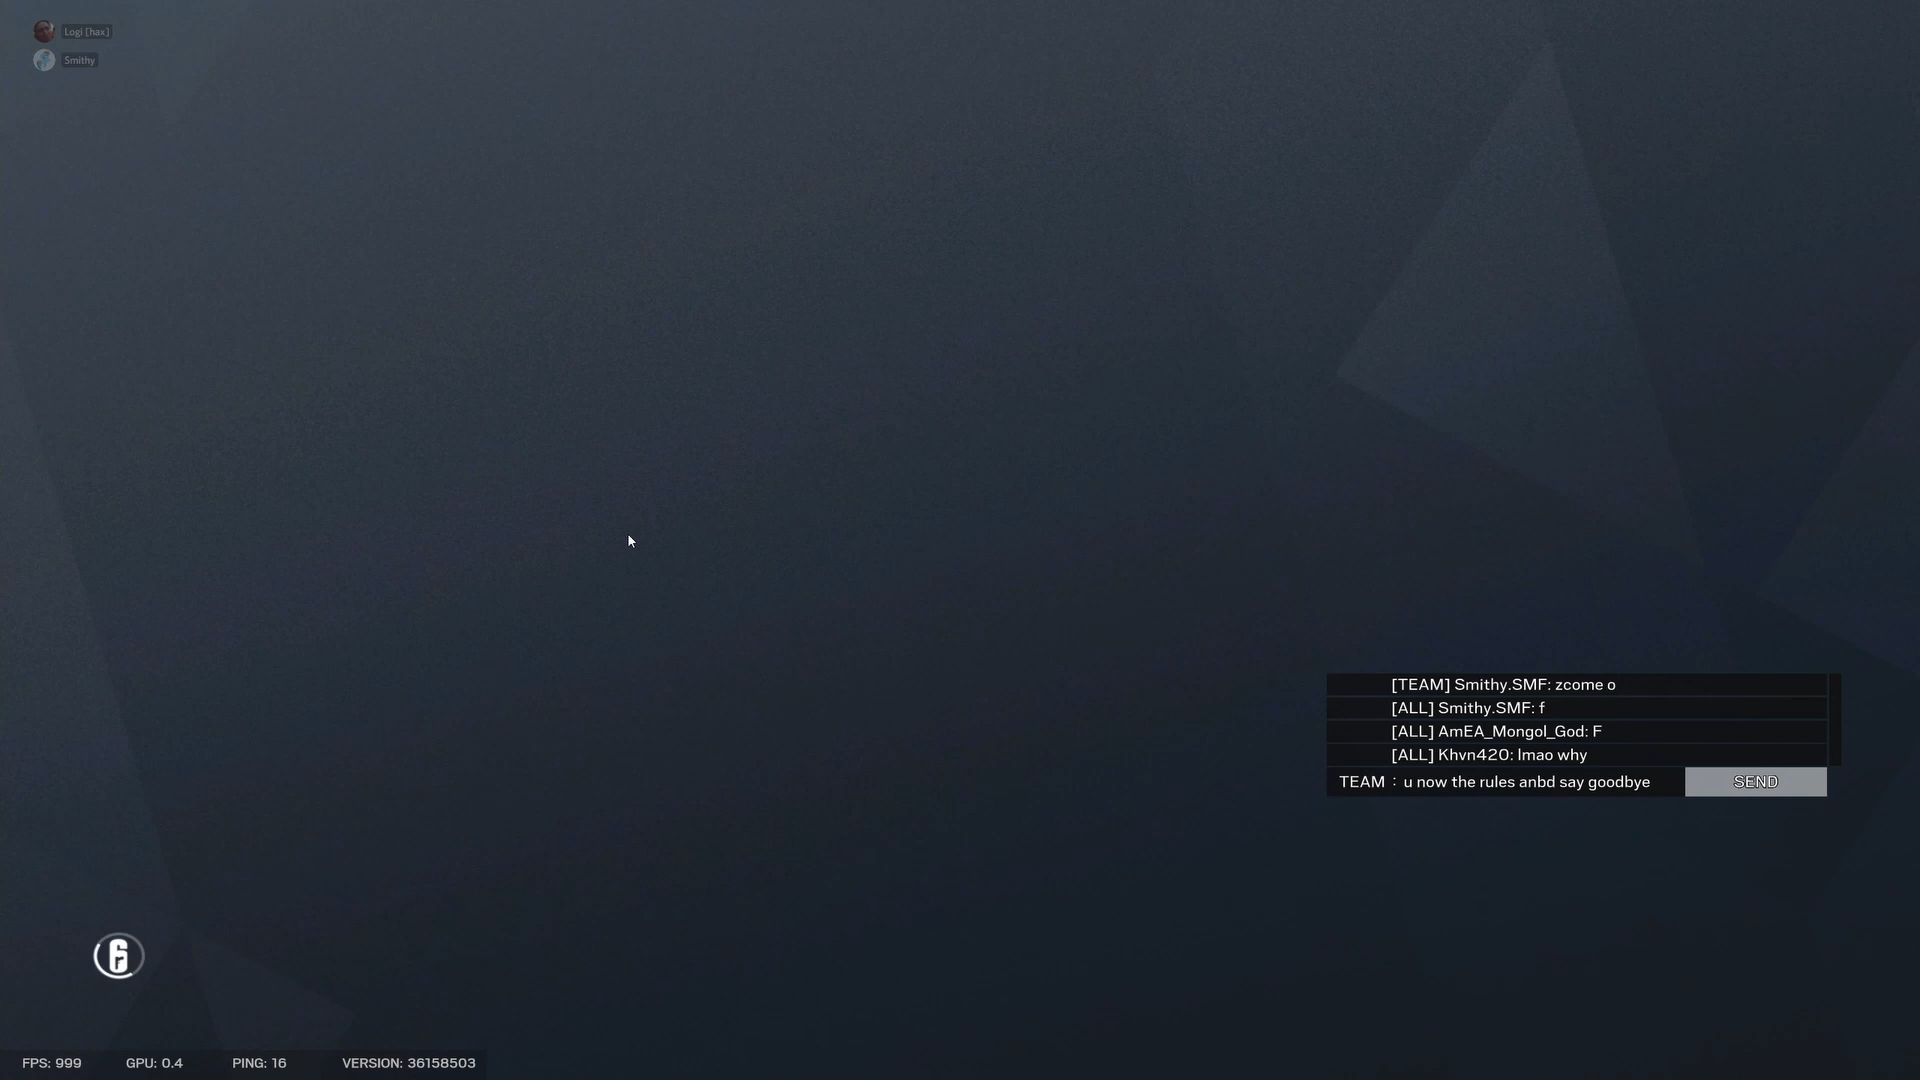 Logi [hax]
Smithy
[TEAM] Smithy.SMF: zcome o
[ALL] Smithy.SMF: f
[ALL] AmEA_Mongol_God: F
[ALL] Khvn420: lmao why
TEAM : u now the rules anbd say goodbye SEND
6
FPS: 999 GPU: 0.4 PING: 16 VERSION: 36158503